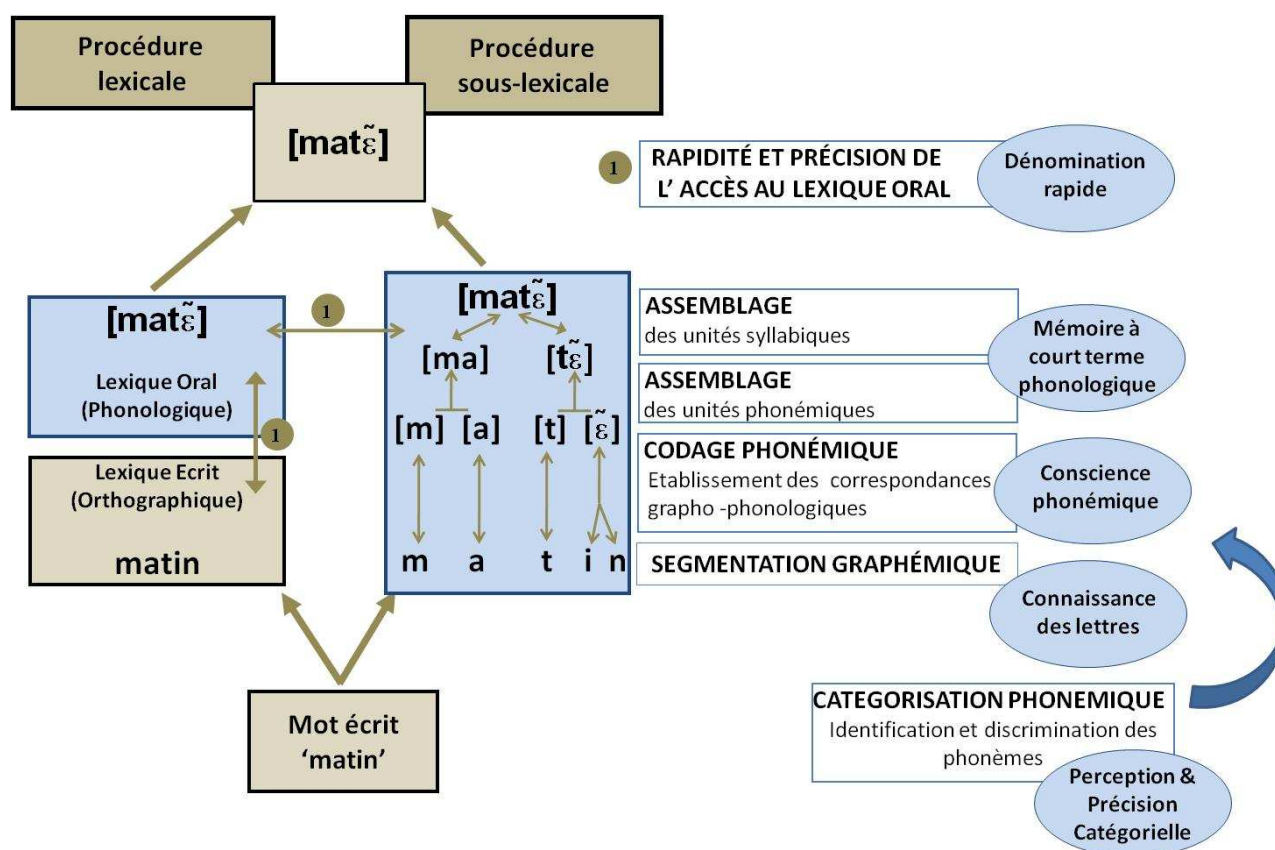 Procédure
lexicale
Procédure
sous-lexicale
[matɛ̃]
1
RAPIDITÉ ET PRÉCISION DE
L’ ACCÈS AU LEXIQUE ORAL
Dénomination
rapide
[matɛ̃]
Lexique Oral
(Phonologique)
1
1
Lexique Ecrit
(Orthographique)
matin
[matɛ̃]
[ma] [tɛ̃]
[m] [a] [t] [ɛ̃]
m a t i n
ASSEMBLAGE
des unités syllabiques
ASSEMBLAGE
des unités phonémiques
Mémoire à
court terme
phonologique
CODAGE PHONÉMIQUE
Etablissement des correspondances
grapho -phonologiques
Conscience
phonémique
SEGMENTATION GRAPHÉMIQUE
Connaissance
des lettres
Mot écrit
‘matin’
CATEGORISATION PHONEMIQUE
Identification et discrimination des
phonèmes
Perception &
Précision
Catégorielle